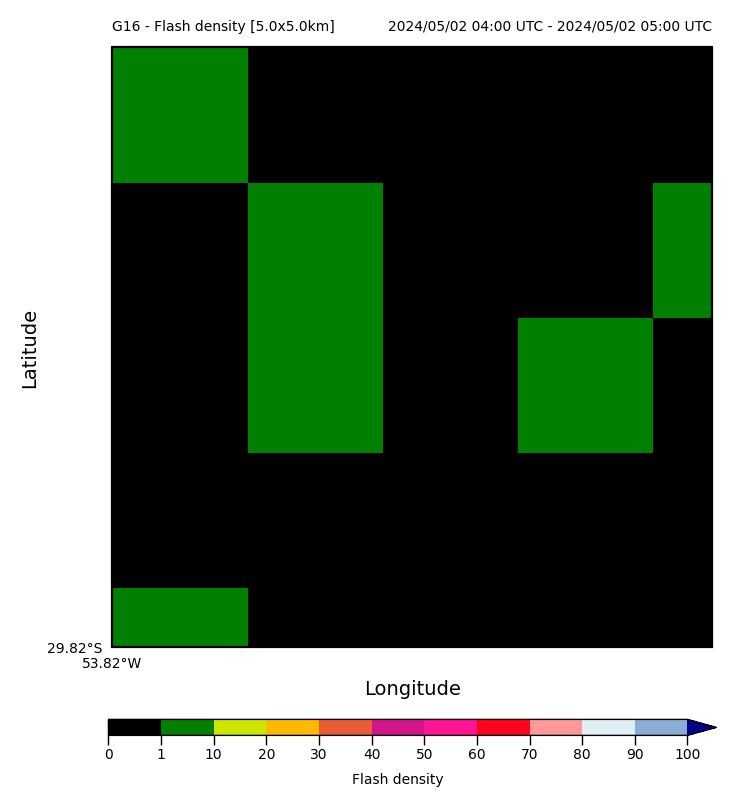 G16 - Flash density [5.0x5.0km] 2024/05/02 04:00 UTC - 2024/05/02 05:00 UTC
Latitude
29.82°S
53.82°W
Longitude
0 1 10 20 30 40 50 60 70 80 90 100
Flash density